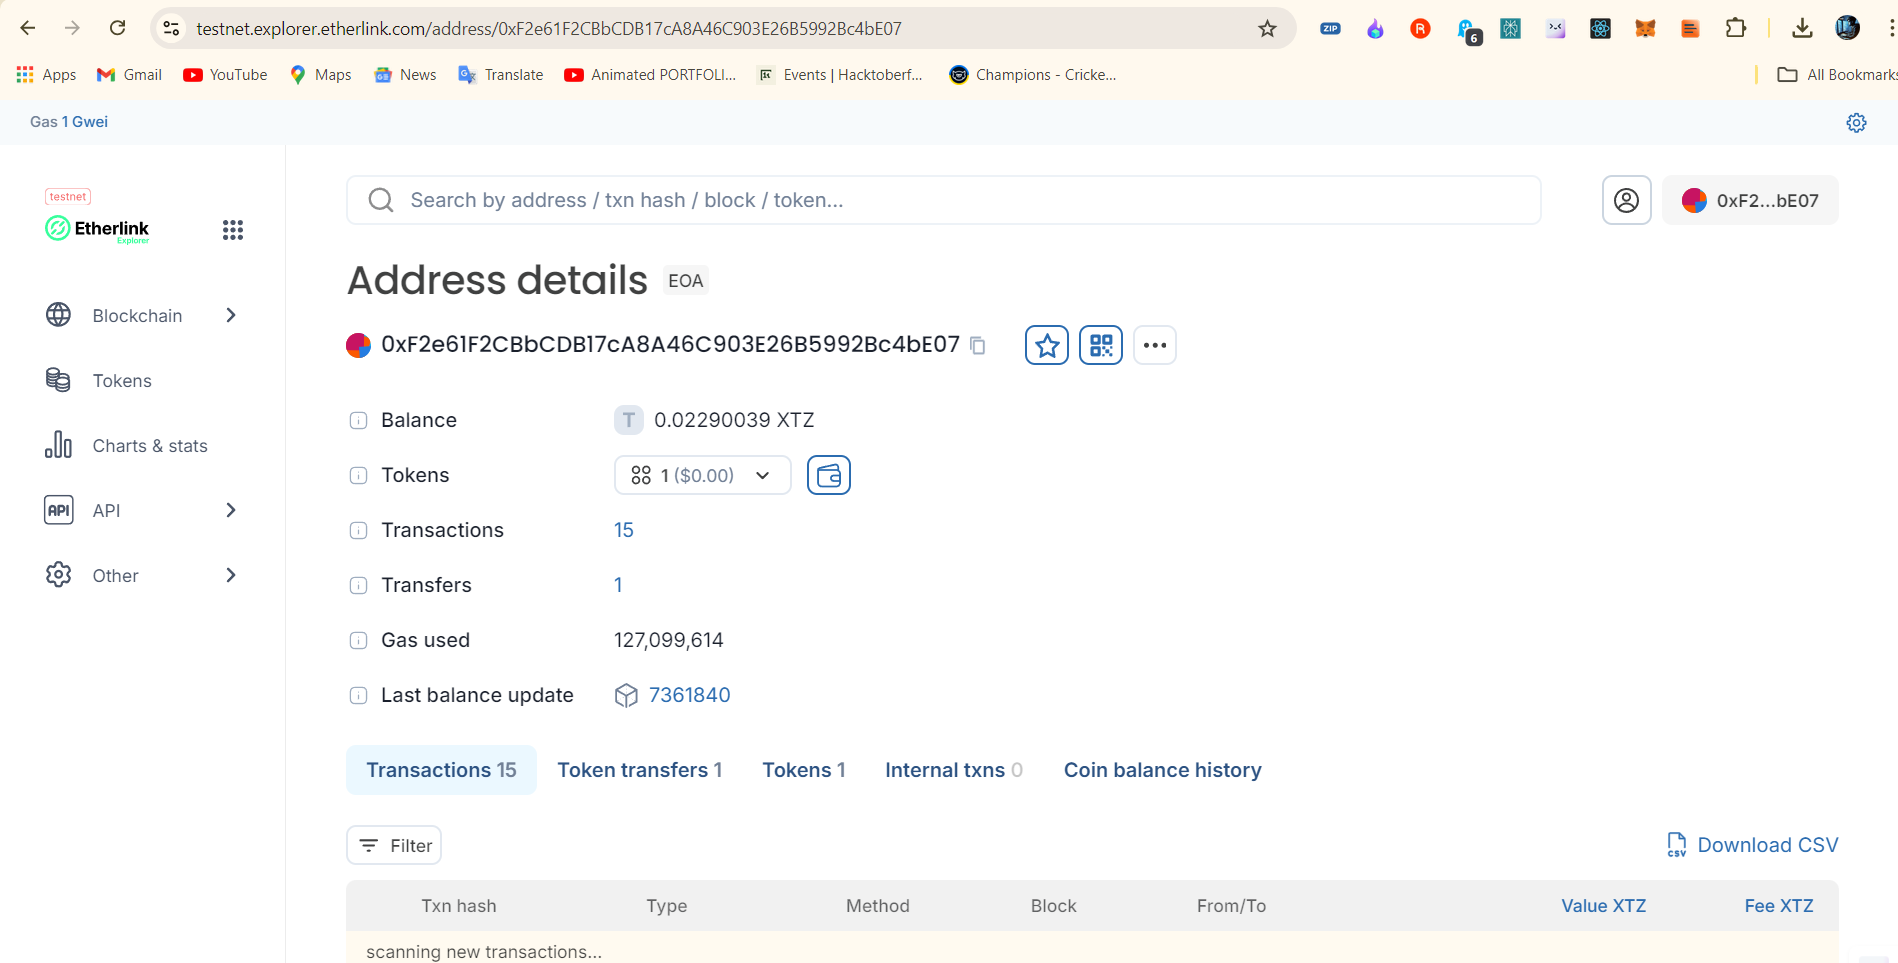 testnet.explorer.etherlink.com/address/0xF2e61F2CBbCDB17cA8A46C903E26B5992Bc4bE07
ZIP
R
6
Apps
Gmail
YouTube
Maps
News
Translate
Animated PORTFOLI...
Events | Hacktoberf...
Champions - Cricke...
All Bookmarks
Gas 1 Gwei
testnet
Etherlink
Explorer
Search by address / txn hash / block / token...
0xF2...bE07
Blockchain
Tokens
Charts & stats
API
API
Other
Address details
EOA
0xF2e61F2CBbCDB17cA8A46C903E26B5992Bc4bE07
Balance
T 0.02290039 XTZ
Tokens
1 ($0.00)
Transactions
15
Transfers
1
Gas used
127,099,614
Last balance update
7361840
Transactions 15
Token transfers 1
Tokens 1
Internal txns 0
Coin balance history
Filter
CSV
Download CSV
Txn hash
Type
Method
Block
From/To
Value XTZ
Fee XTZ
scanning new transactions...